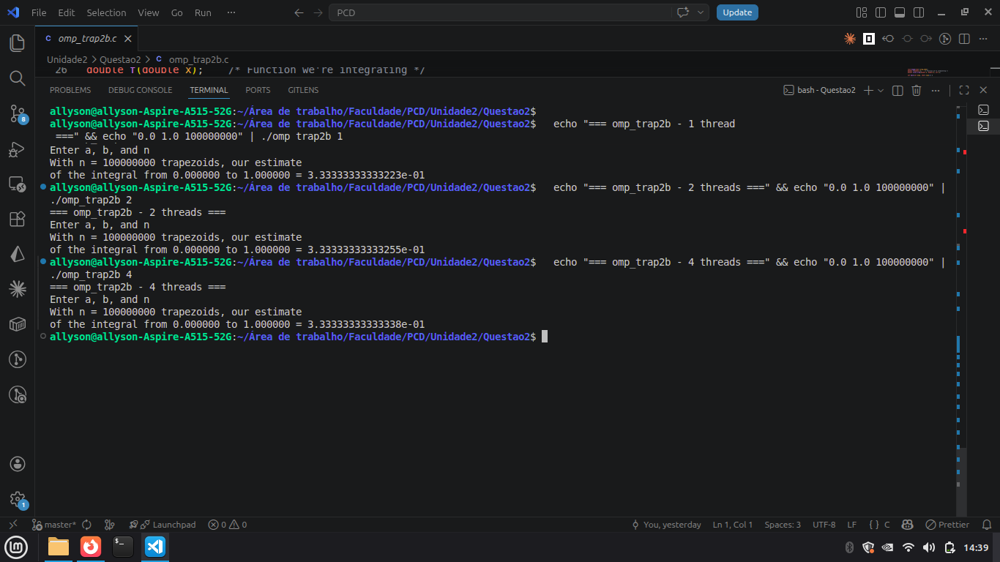 File Edit Selection View Go Run ··· PCD Update
omp_trap2b.c
Unidade2 > Questao2 > C omp_trap2b.c
26 double f(double x); /* Function we're integrating */
PROBLEMS DEBUG CONSOLE TERMINAL PORTS GITLENS bash - Questao2
allyson@allyson-Aspire-A515-52G:~/Área de trabalho/Faculdade/PCD/Unidade2/Questao2$
allyson@allyson-Aspire-A515-52G:~/Área de trabalho/Faculdade/PCD/Unidade2/Questao2$ echo "=== omp_trap2b - 1 thread
===" && echo "0.0 1.0 100000000" | ./omp trap2b 1
Enter a, b, and n
With n = 100000000 trapezoids, our estimate
of the integral from 0.000000 to 1.000000 = 3.33333333333223e-01
allyson@allyson-Aspire-A515-52G:~/Área de trabalho/Faculdade/PCD/Unidade2/Questao2$ echo "=== omp_trap2b - 2 threads ===" && echo "0.0 1.0 100000000" |
./omp_trap2b 2
=== omp_trap2b - 2 threads ===
Enter a, b, and n
With n = 100000000 trapezoids, our estimate
of the integral from 0.000000 to 1.000000 = 3.33333333333255e-01
allyson@allyson-Aspire-A515-52G:~/Área de trabalho/Faculdade/PCD/Unidade2/Questao2$ echo "=== omp_trap2b - 4 threads ===" && echo "0.0 1.0 100000000" |
./omp_trap2b 4
=== omp_trap2b - 4 threads ===
Enter a, b, and n
With n = 100000000 trapezoids, our estimate
of the integral from 0.000000 to 1.000000 = 3.33333333333338e-01
allyson@allyson-Aspire-A515-52G:~/Área de trabalho/Faculdade/PCD/Unidade2/Questao2$
8
1
master* Launchpad 0 0 You, yesterday Ln 1, Col 1 Spaces: 3 UTF-8 LF { } C Prettier
14:39